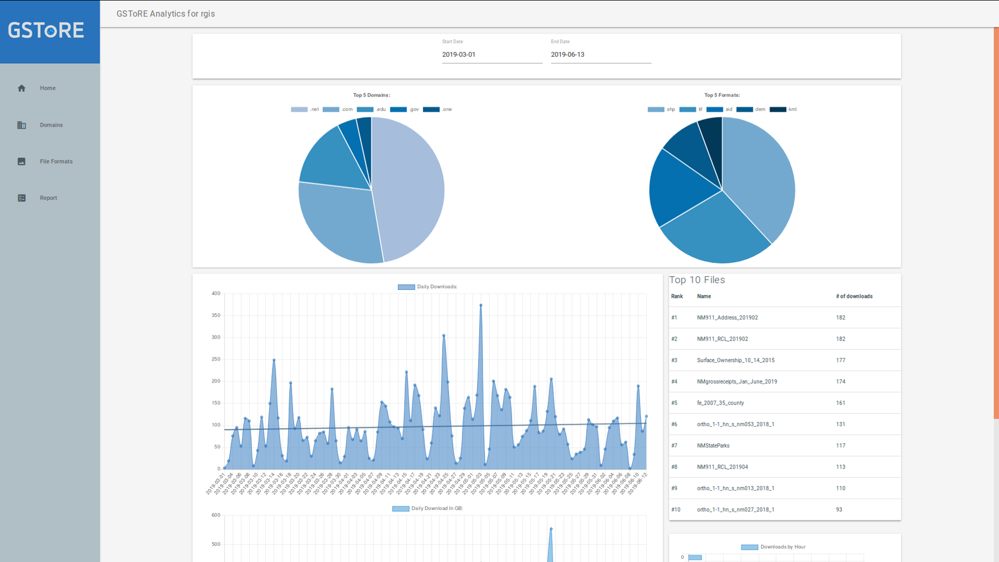 GSToRE
GSToRE Analytics for rgis
Home
Domains
File Formats
Report
Start Date
2019-03-01
End Date
2019-06-13
Top 5 Domains:
.net .com .edu .gov .one
Top 5 Formats:
shp tif sid dem kml
Daily Downloads:
400
350
300
250
200
150
100
50
0
2019-03-01 2019-03-04 2019-03-06 2019-03-08 2019-03-10 2019-03-12 2019-03-14 2019-03-16 2019-03-18 2019-03-20 2019-03-22 2019-03-24 2019-03-26 2019-03-28 2019-03-30 2019-04-01 2019-04-03 2019-04-05 2019-04-07 2019-04-09 2019-04-11 2019-04-13 2019-04-15 2019-04-17 2019-04-19 2019-04-21 2019-04-23 2019-04-25 2019-04-27 2019-04-29 2019-05-01 2019-05-03 2019-05-05 2019-05-07 2019-05-09 2019-05-11 2019-05-13 2019-05-15 2019-05-17 2019-05-19 2019-05-21 2019-05-23 2019-05-25 2019-05-27 2019-05-29 2019-05-31 2019-06-02 2019-06-04 2019-06-06 2019-06-08 2019-06-10 2019-06-12
Daily Download In GB:
600
500
Top 10 Files
Rank Name # of downloads
#1 NM911_Address_201902 182
#2 NM911_RCL_201902 182
#3 Surface_Ownership_10_14_2015 177
#4 NMgrossreceipts_Jan_June_2019 174
#5 fe_2007_35_county 161
#6 ortho_1-1_hn_s_nm053_2018_1 131
#7 NMStateParks 117
#8 NM911_RCL_201904 113
#9 ortho_1-1_hn_s_nm013_2018_1 110
#10 ortho_1-1_hn_s_nm027_2018_1 93
Downloads by Hour
0